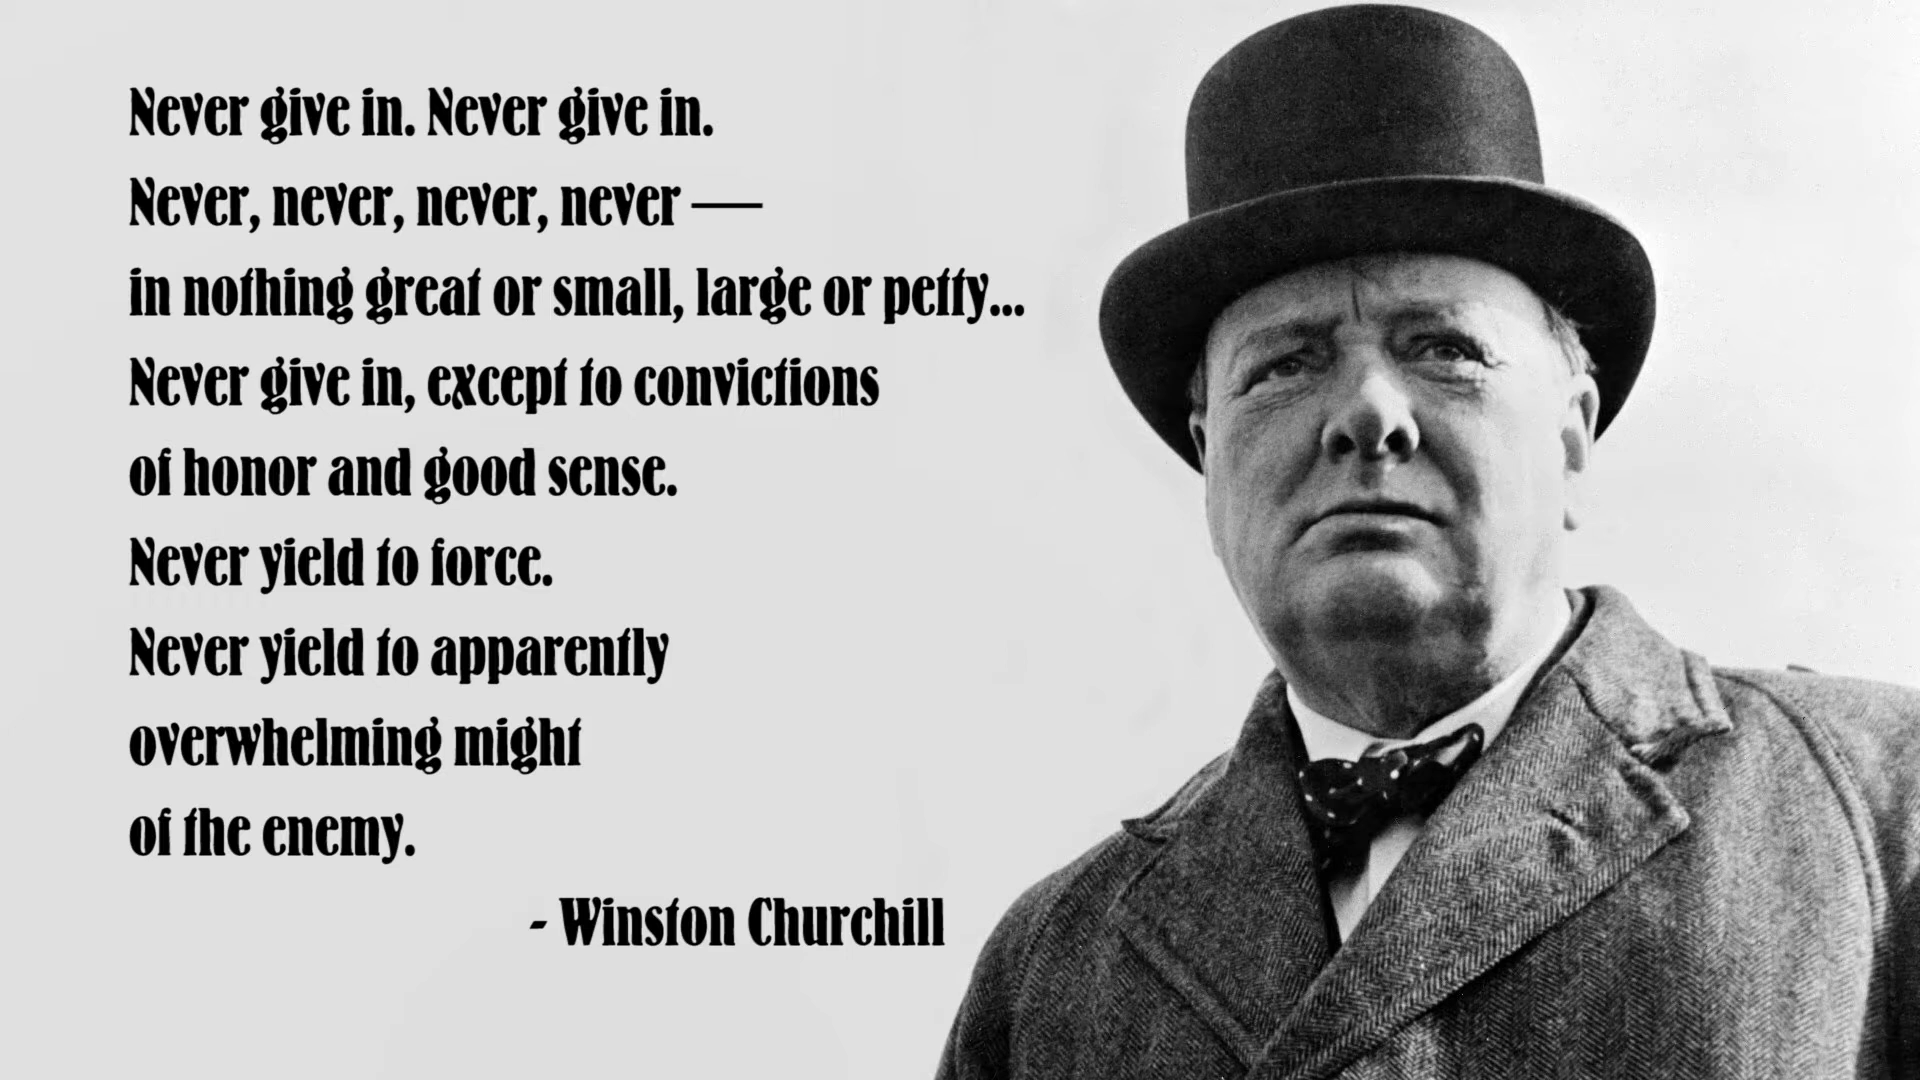 Never give in. Never give in.
Never, never, never, never —
in nothing great or small, large or petty...
Never give in, except to convictions
of honor and good sense.
Never yield to force.
Never yield to apparently
overwhelming might
of the enemy.
- Winston Churchill